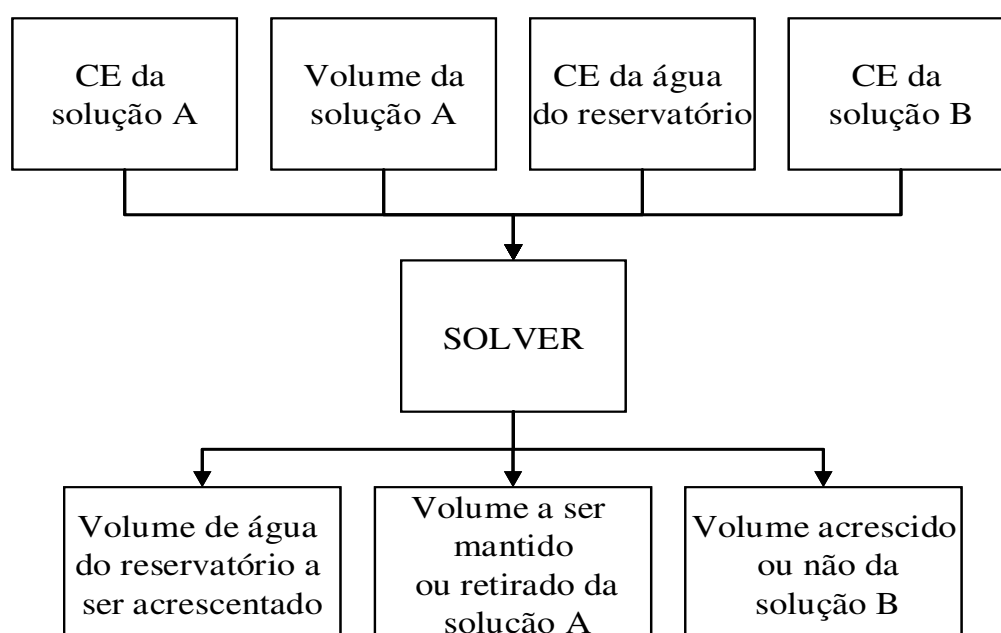 CE da
solução A
Volume da
solução A
CE da água
do reservatório
CE da
solução B
SOLVER
Volume de água
do reservatório a
ser acrescentado
Volume a ser
mantido
ou retirado da
solução A
Volume acrescido
ou não da
solução B